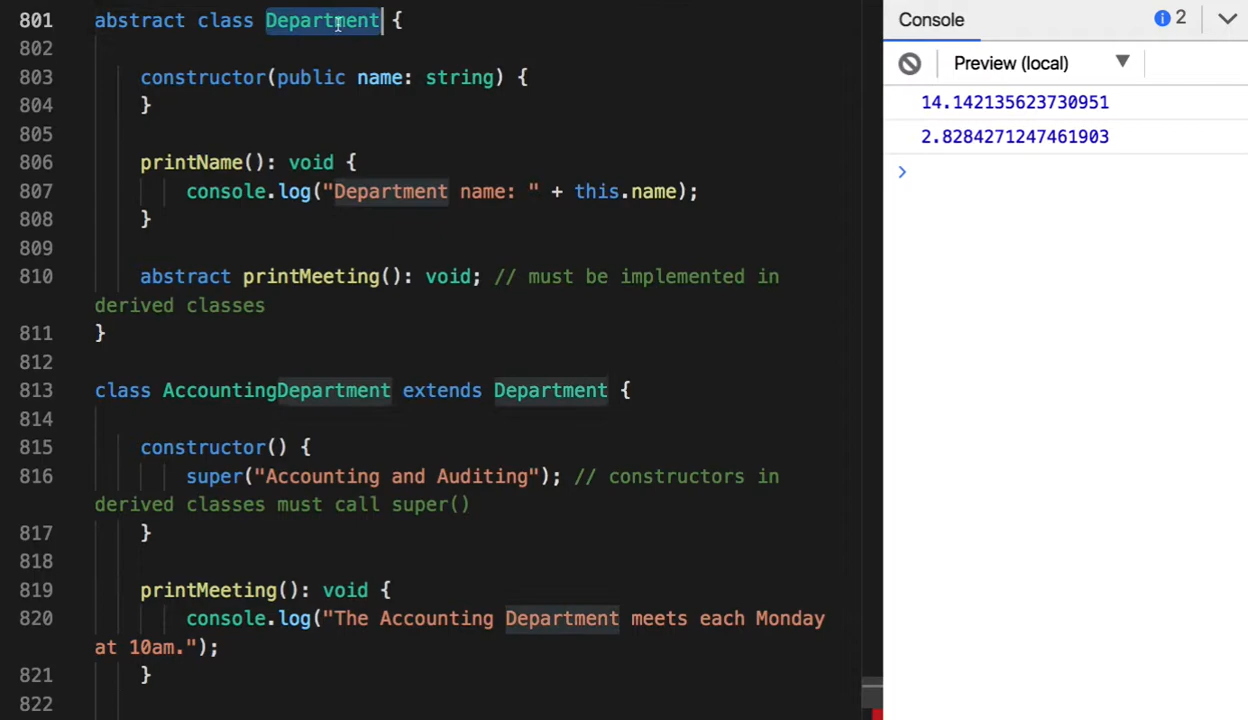 801 abstract class Department {
802
803 constructor(public name: string) {
804 }
805
806 printName(): void {
807 console.log("Department name: " + this.name);
808 }
809
810 abstract printMeeting(): void; // must be implemented in
derived classes
811 }
812
813 class AccountingDepartment extends Department {
814
815 constructor() {
816 super("Accounting and Auditing"); // constructors in
derived classes must call super()
817 }
818
819 printMeeting(): void {
820 console.log("The Accounting Department meets each Monday
at 10am.");
821 }
822
Console 2
Preview (local)
14.142135623730951
2.8284271247461903